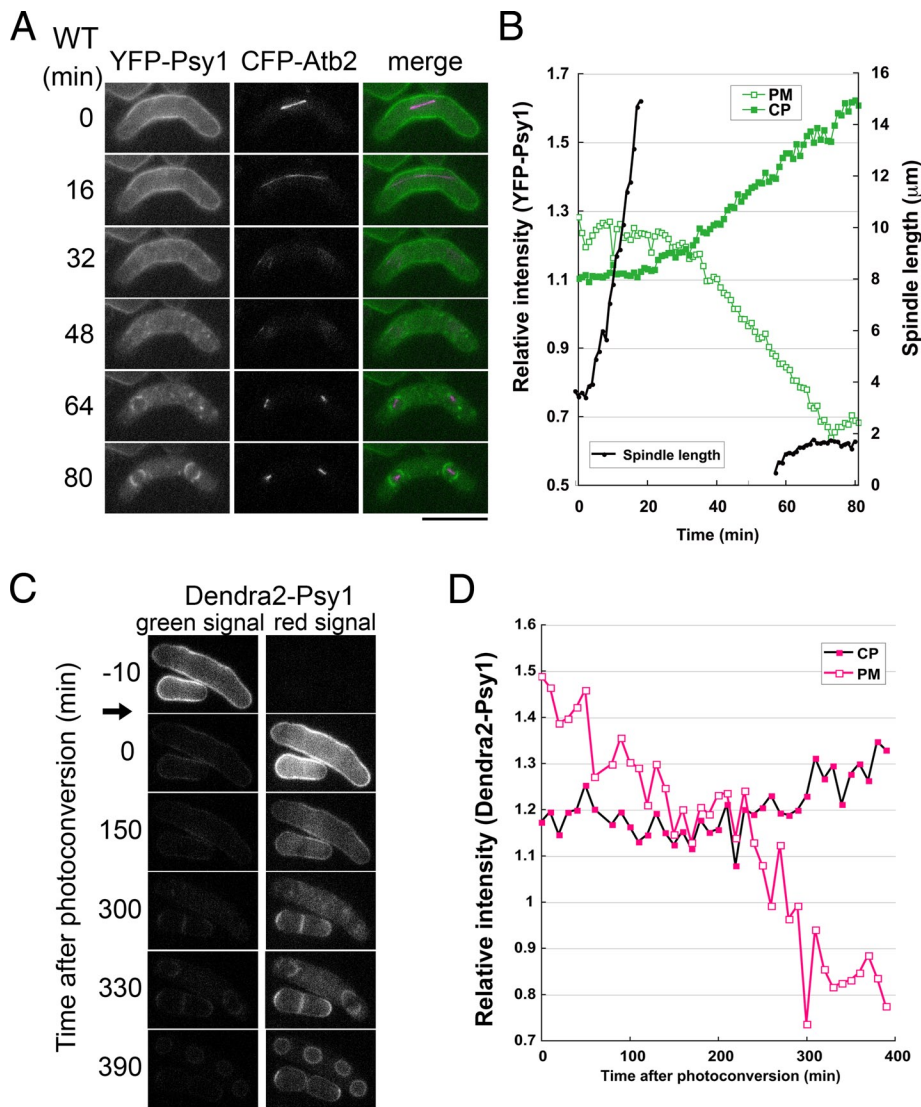 A
WT
(min)
YFP-Psy1 CFP-Atb2 merge
0
16
32
48
64
80
B
Relative intensity (YFP-Psy1)
1.7
1.5
1.3
1.1
0.9
0.7
0.5
PM
CP
Spindle length
16
14
12
10
8
6
4
2
0
Spindle length (μm)
0 20 40 60 80
Time (min)
C
Dendra2-Psy1
green signal red signal
Time after photoconversion (min)
-10
0
150
300
330
390
D
Relative intensity (Dendra2-Psy1)
1.6
1.5
1.4
1.3
1.2
1.1
1
0.9
0.8
0.7
CP
PM
0 100 200 300 400
Time after photoconversion (min)